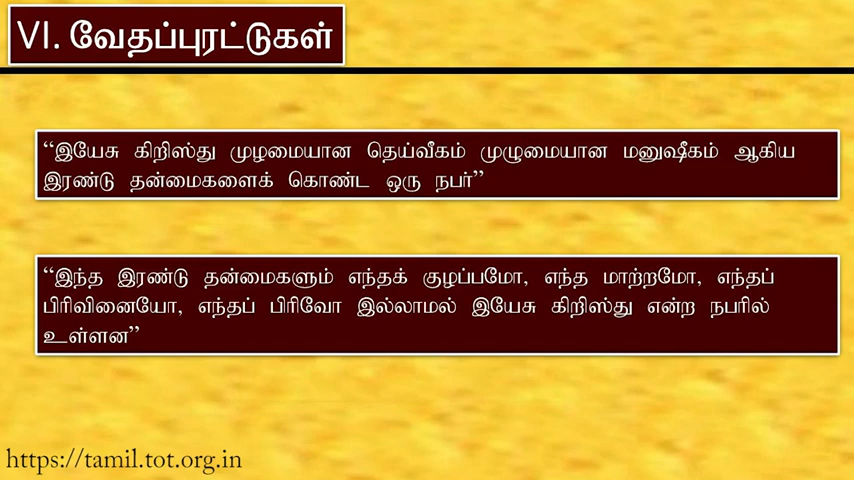 VI. வேதப்புரட்டுகள்
“இயேசு கிறிஸ்து முழமையான தெய்வீகம் முழுமையான மனுஷீகம் ஆகிய
இரண்டு தன்மைகளைக் கொண்ட ஒரு நபர்”
“இந்த இரண்டு தன்மைகளும் எந்தக் குழப்பமோ, எந்த மாற்றமோ, எந்தப்
பிரிவினையோ, எந்தப் பிரிவோ இல்லாமல் இயேசு கிறிஸ்து என்ற நபரில்
உள்ளன”
https://tamil.tot.org.in